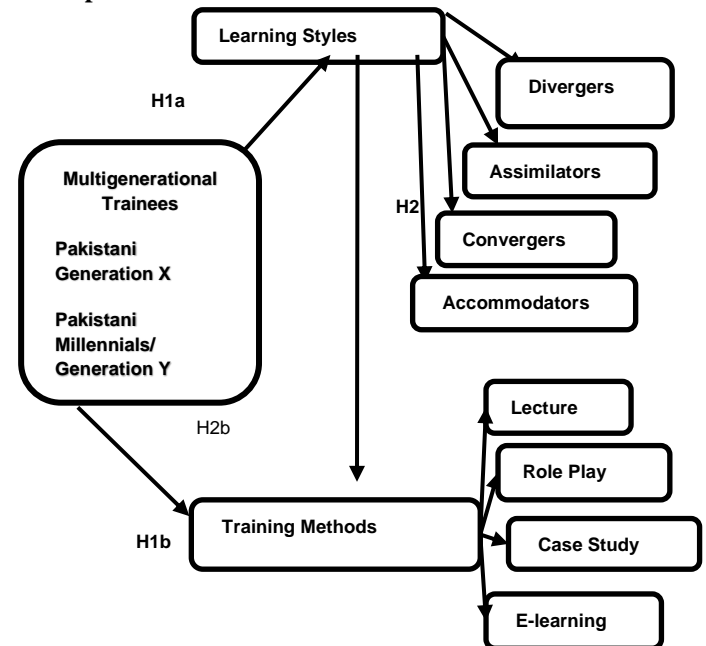 Learning Styles
Divergers
H1a
Assimilators
Multigenerational
Trainees
H2
Convergers
Pakistani
Generation X
Accommodators
Pakistani
Millennials/
Generation Y
Lecture
H2b
Role Play
Training Methods
H1b
Case Study
E-learning